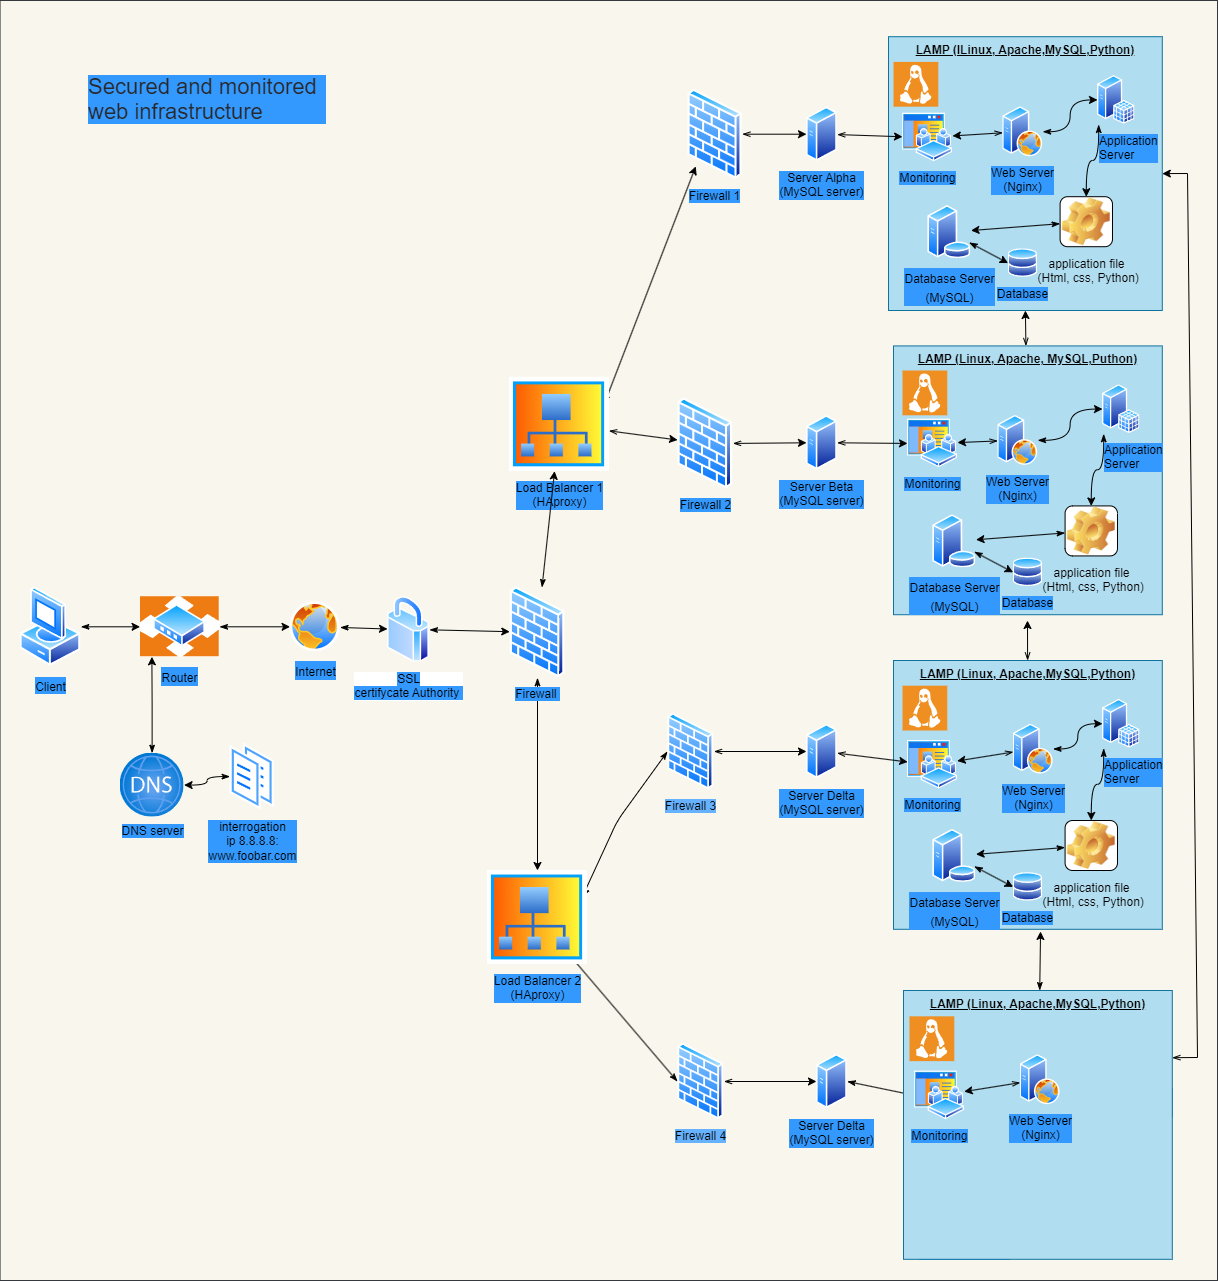 Secured and monitored
web infrastructure
LAMP (lLinux, Apache,MySQL,Python)
Application
Server
Monitoring
Web Server
(Nginx)
Firewall 1
Server Alpha
(MySQL server)
application file
(Html, css, Python)
Database Server
(MySQL)
Database
LAMP (Linux, Apache, MySQL,Puthon)
Application
Server
Monitoring
Web Server
(Nginx)
Load Balancer 1
(HAproxy)
Firewall 2
Server Beta
(MySQL server)
application file
(Html, css, Python)
Database Server
(MySQL)
Database
Client
Router
Internet
SSL
certifycate Authority
Firewall
LAMP (Linux, Apache,MySQL,Python)
Application
Server
Monitoring
Web Server
(Nginx)
Firewall 3
Server Delta
(MySQL server)
DNS
DNS server
interrogation
ip 8.8.8.8:
www.foobar.com
application file
(Html, css, Python)
Database Server
(MySQL)
Database
Load Balancer 2
(HAproxy)
LAMP (Linux, Apache,MySQL,Python)
Firewall 4
Server Delta
(MySQL server)
Monitoring
Web Server
(Nginx)